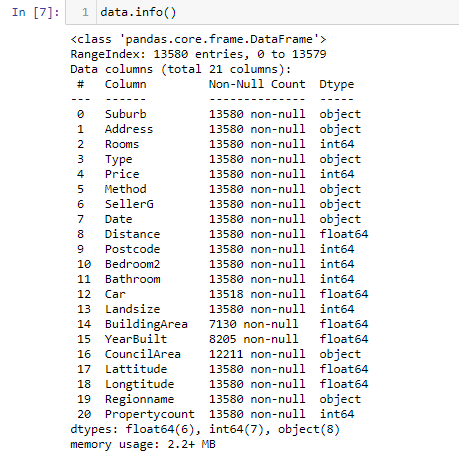 In [7]: 1 data.info()
<class 'pandas.core.frame.DataFrame'>
RangeIndex: 13580 entries, 0 to 13579
Data columns (total 21 columns):
 #   Column         Non-Null Count  Dtype
---  ------         --------------  -----
 0   Suburb         13580 non-null  object
 1   Address        13580 non-null  object
 2   Rooms          13580 non-null  int64
 3   Type           13580 non-null  object
 4   Price          13580 non-null  int64
 5   Method         13580 non-null  object
 6   SellerG        13580 non-null  object
 7   Date           13580 non-null  object
 8   Distance       13580 non-null  float64
 9   Postcode       13580 non-null  int64
 10  Bedroom2       13580 non-null  int64
 11  Bathroom       13580 non-null  int64
 12  Car            13518 non-null  float64
 13  Landsize       13580 non-null  int64
 14  BuildingArea   7130 non-null   float64
 15  YearBuilt      8205 non-null   float64
 16  CouncilArea    12211 non-null  object
 17  Lattitude      13580 non-null  float64
 18  Longtitude     13580 non-null  float64
 19  Regionname     13580 non-null  object
 20  Propertycount  13580 non-null  int64
dtypes: float64(6), int64(7), object(8)
memory usage: 2.2+ MB